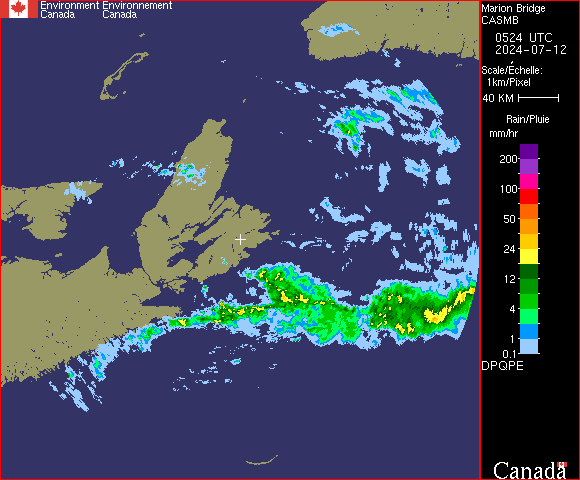 Environment Environnement
Canada Canada
Marion Bridge
CASMB
0524 UTC
2024-07-12
Scale/Échelle:
1km/Pixel
40 KM
Rain/Pluie
mm/hr
200
100
50
24
12
4
1
0.1
DPQPE
Canada